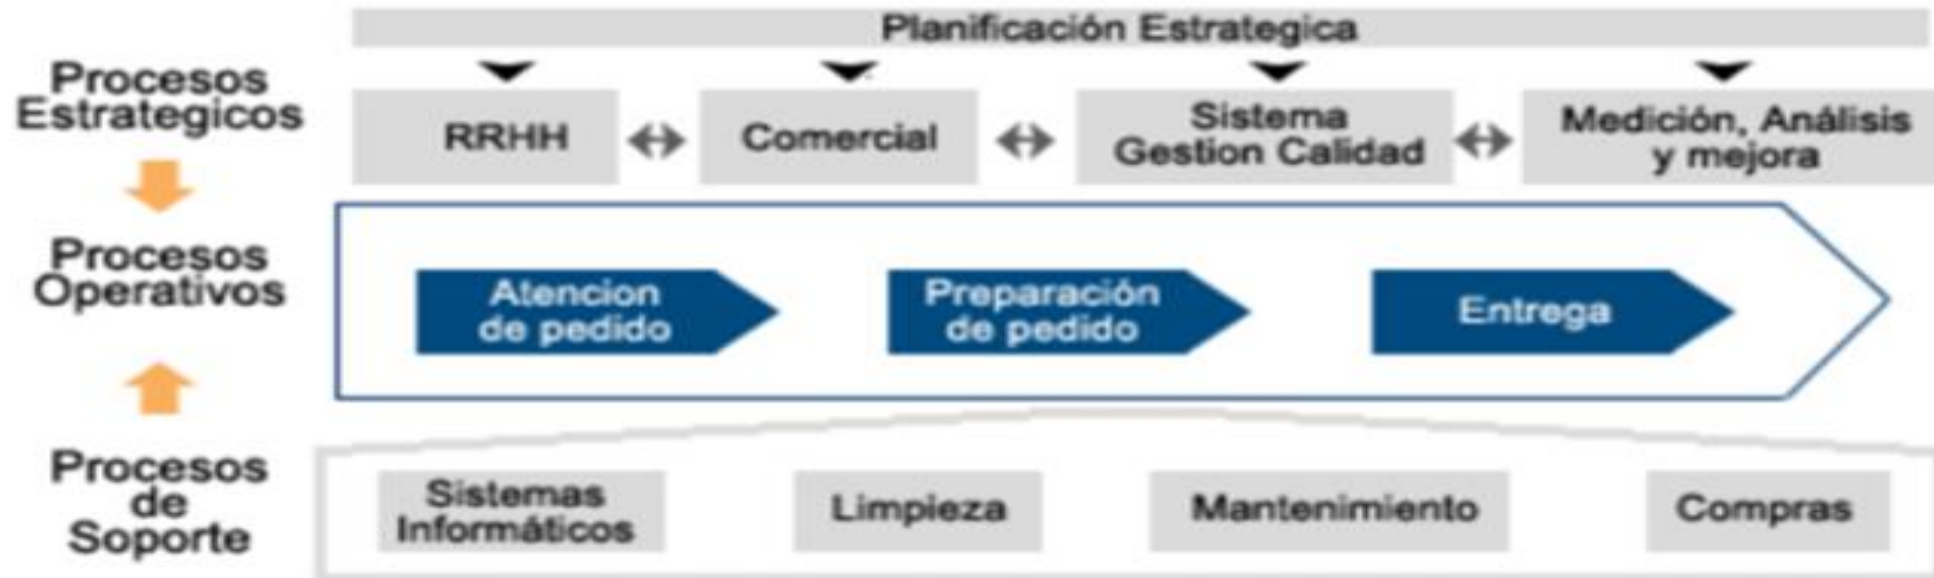 Planificación Estrategica
Procesos
Estrategicos
RRHH
Comercial
Sistema
Gestion Calidad
Medición, Análisis
y mejora
Procesos
Operativos
Atencion
de pedido
Preparación
de pedido
Entrega
Procesos
de
Soporte
Sistemas
Informáticos
Limpieza
Mantenimiento
Compras